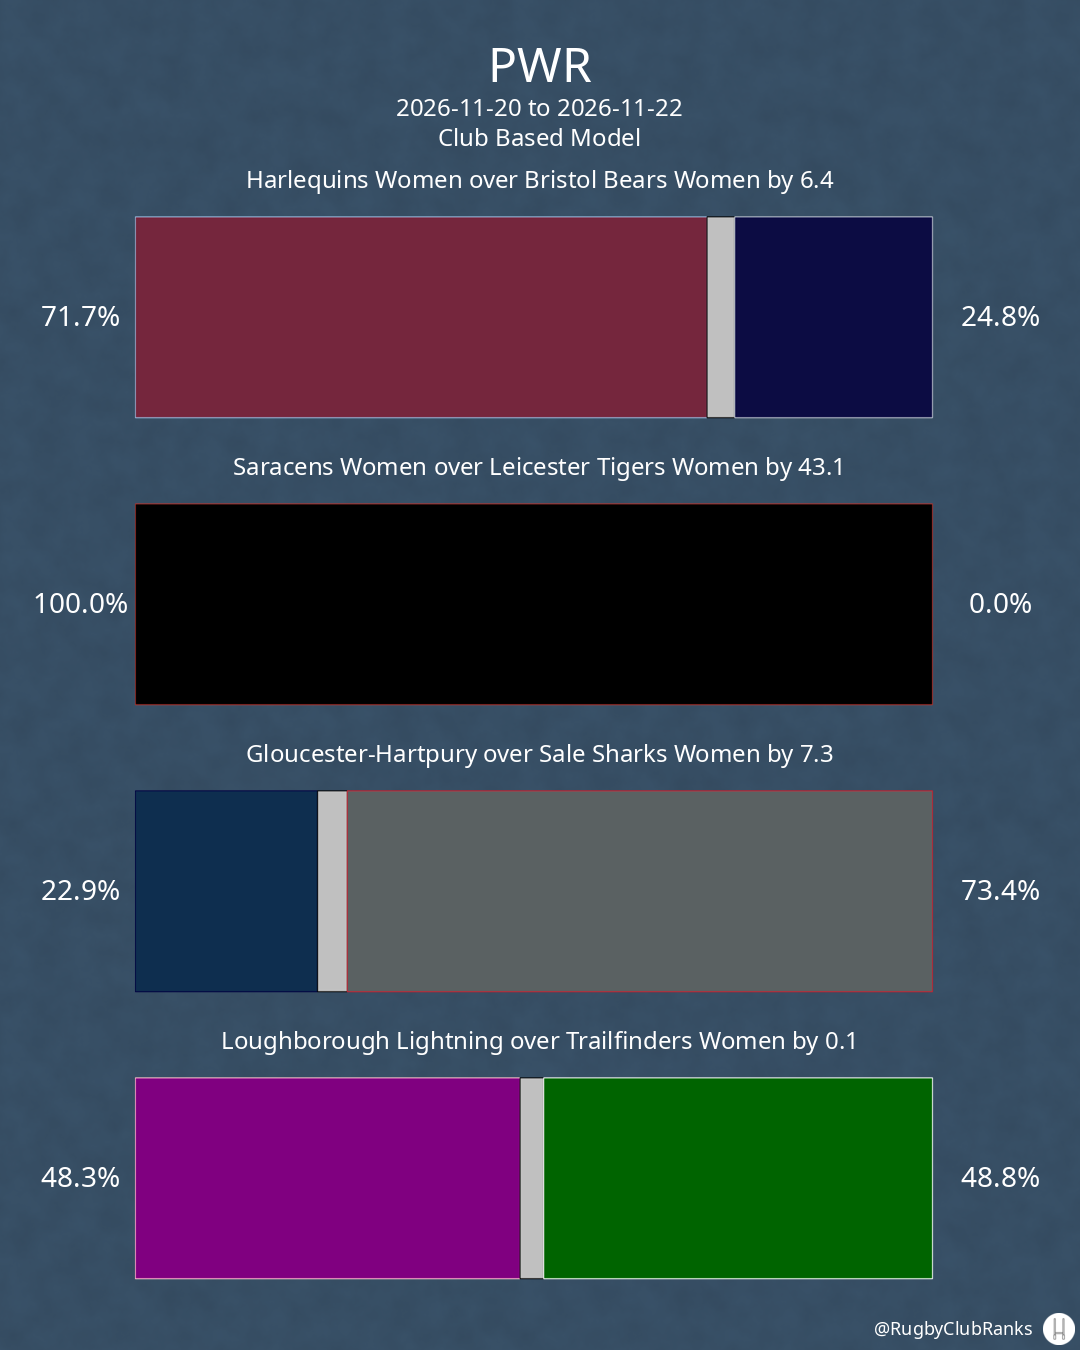 PWR
2026-11-20 to 2026-11-22
Club Based Model
Harlequins Women over Bristol Bears Women by 6.4
71.7%
24.8%
Saracens Women over Leicester Tigers Women by 43.1
100.0%
0.0%
Gloucester-Hartpury over Sale Sharks Women by 7.3
22.9%
73.4%
Loughborough Lightning over Trailfinders Women by 0.1
48.3%
48.8%
@RugbyClubRanks